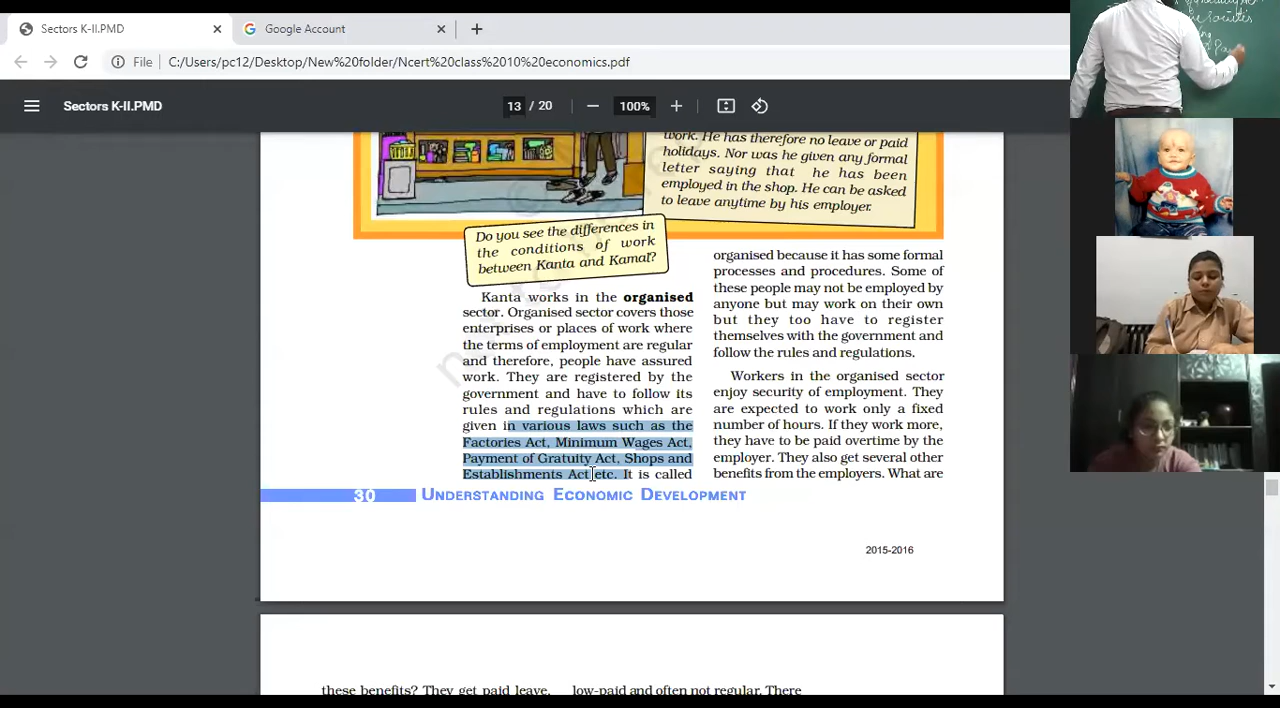 Sectors K-II.PMD
Google Account
File
C:/Users/pc12/Desktop/New%20folder/Ncert%20class%2010%20economics.pdf
Sectors K-II.PMD
13 / 20
100%
work. He has therefore no leave or paid
holidays. Nor was he given any formal
letter saying that he has been
employed in the shop. He can be asked
to leave anytime by his employer.
Do you see the differences in
the conditions of work
between Kanta and Kamal?
Kanta works in the organised
sector. Organised sector covers those
enterprises or places of work where
the terms of employment are regular
and therefore, people have assured
work. They are registered by the
government and have to follow its
rules and regulations which are
given in various laws such as the
Factories Act, Minimum Wages Act,
Payment of Gratuity Act, Shops and
Establishments Act etc. It is called
organised because it has some formal
processes and procedures. Some of
these people may not be employed by
anyone but may work on their own
but they too have to register
themselves with the government and
follow the rules and regulations.
Workers in the organised sector
enjoy security of employment. They
are expected to work only a fixed
number of hours. If they work more,
they have to be paid overtime by the
employer. They also get several other
benefits from the employers. What are
30
UNDERSTANDING ECONOMIC DEVELOPMENT
2015-2016
these benefits? They get paid leave,
low-paid and often not regular. There